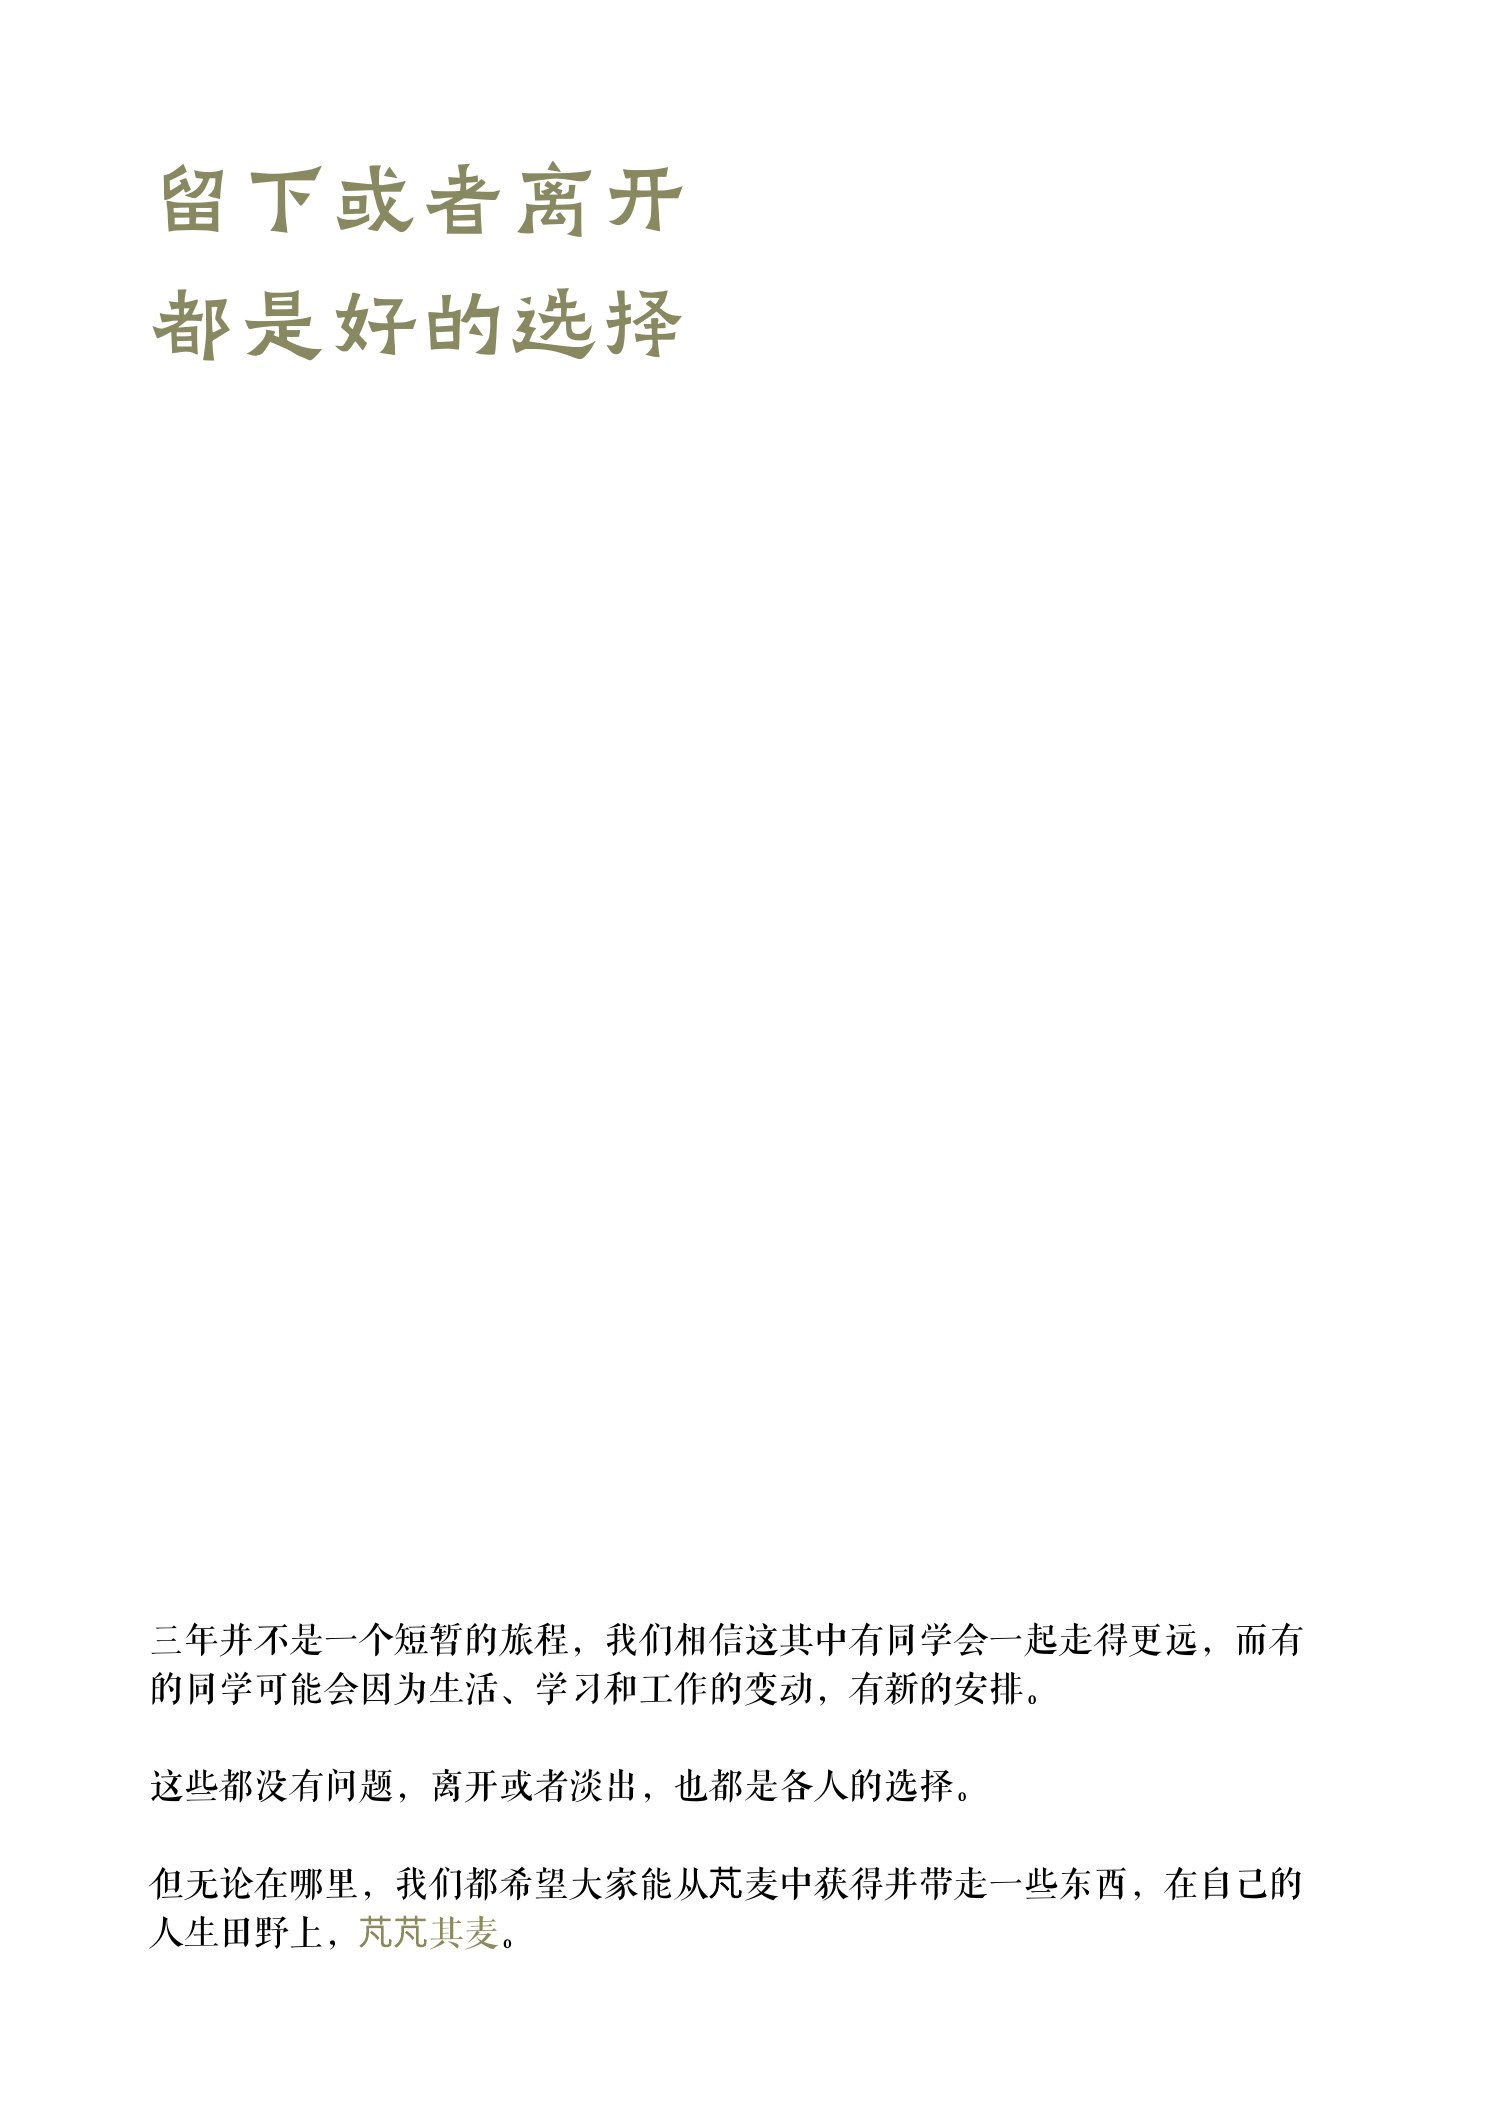 留下或者离开
都是好的选择
三年并不是一个短暂的旅程，我们相信这其中有同学会一起走得更远，而有
的同学可能会因为生活、学习和工作的变动，有新的安排。
这些都没有问题，离开或者淡出，也都是各人的选择。
但无论在哪里，我们都希望大家能从芃麦中获得并带走一些东西，在自己的
人生田野上，芃芃其麦。